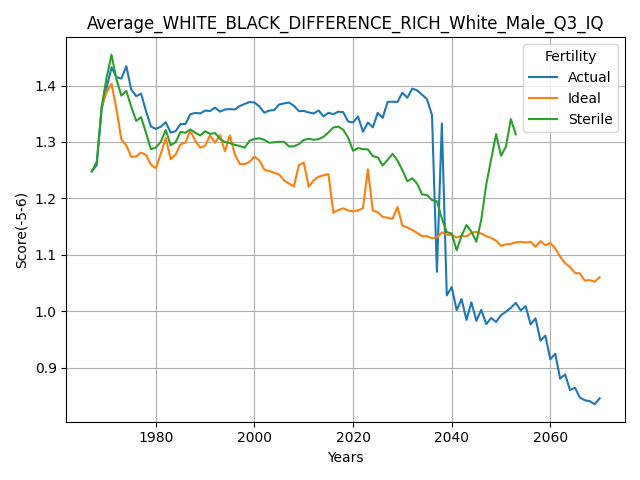 Average_WHITE_BLACK_DIFFERENCE_RICH_White_Male_Q3_IQ
Fertility
Actual
Ideal
Sterile
Score(-5-6)
1.4
1.3
1.2
1.1
1.0
0.9
1980 2000 2020 2040 2060
Years